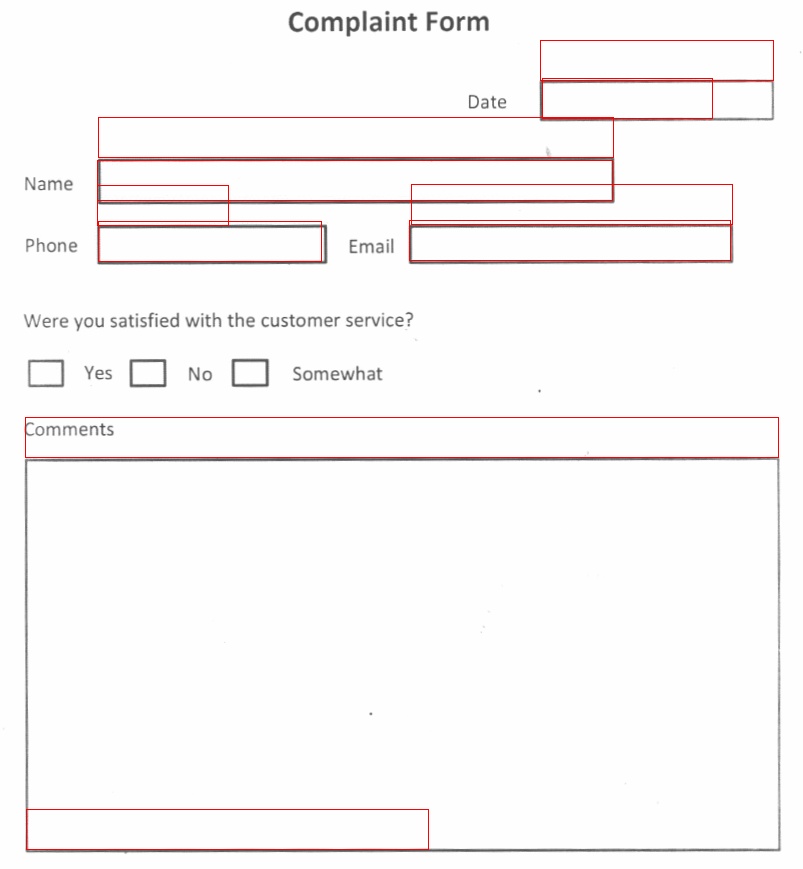 Complaint Form
Date
Name
Phone Email
Were you satisfied with the customer service?
Yes No Somewhat
Comments